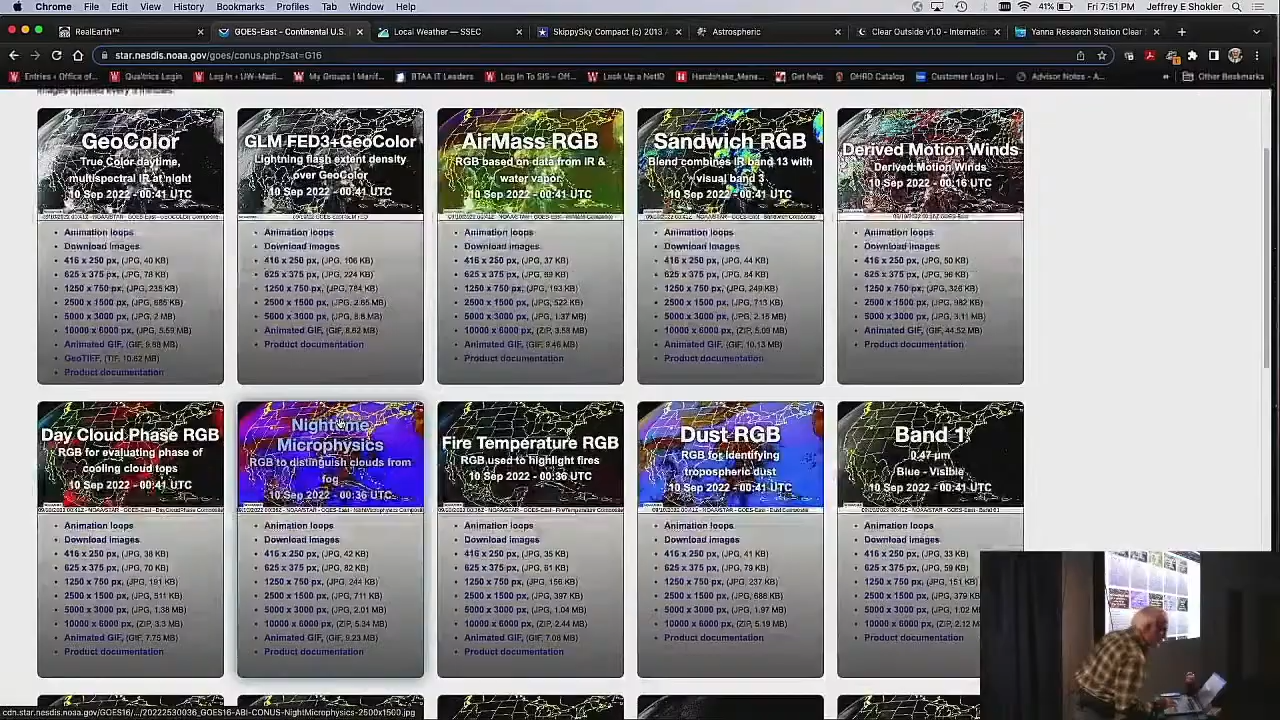 Chrome File Edit View History Bookmarks Profiles Tab Window Help 41% Fri 7:51 PM Jeffrey E Shokler
RealEarth™ GOES-East - Continental U.S. Local Weather — SSEC SkippySky Compact (c) 2013 A Astrospheric Clear Outside v1.0 - Internatio Yanna Research Station Clear
star.nesdis.noaa.gov/goes/conus.php?sat=G16
Entries ‹ Office of... Qualtrics Login Log In ‹ UW-Madi... My Groups | Manif... BTAA IT Leaders Log In To SIS – Off... Look Up a NetID Handshake_Mana... Get help OHRD Catalog Customer Log In |... Advisor Notes - A... » Other Bookmarks
Images updated every 5 minutes.
GeoColor
True Color daytime,
multispectral IR at night
10 Sep 2022 - 00:41 UTC
Animation loops
Download images
416 x 250 px, (JPG, 40 KB)
625 x 375 px, (JPG, 78 KB)
1250 x 750 px, (JPG, 235 KB)
2500 x 1500 px, (JPG, 685 KB)
5000 x 3000 px, (JPG, 2 MB)
10000 x 6000 px, (ZIP, 5.59 MB)
Animated GIF, (GIF, 9.88 MB)
GeoTIFF, (TIF, 10.62 MB)
Product documentation
GLM FED3+GeoColor
Lightning flash extent density
over GeoColor
10 Sep 2022 - 00:41 UTC
Animation loops
Download images
416 x 250 px, (JPG, 106 KB)
625 x 375 px, (JPG, 224 KB)
1250 x 750 px, (JPG, 784 KB)
2500 x 1500 px, (JPG, 2.65 MB)
5000 x 3000 px, (JPG, 8.6 MB)
Animated GIF, (GIF, 8.62 MB)
Product documentation
AirMass RGB
RGB based on data from IR &
water vapor
10 Sep 2022 - 00:41 UTC
Animation loops
Download images
416 x 250 px, (JPG, 37 KB)
625 x 375 px, (JPG, 69 KB)
1250 x 750 px, (JPG, 193 KB)
2500 x 1500 px, (JPG, 522 KB)
5000 x 3000 px, (JPG, 1.37 MB)
10000 x 6000 px, (ZIP, 3.58 MB)
Animated GIF, (GIF, 9.46 MB)
Product documentation
Sandwich RGB
Blend combines IR band 13 with
visual band 3
10 Sep 2022 - 00:41 UTC
Animation loops
Download images
416 x 250 px, (JPG, 44 KB)
625 x 375 px, (JPG, 84 KB)
1250 x 750 px, (JPG, 249 KB)
2500 x 1500 px, (JPG, 713 KB)
5000 x 3000 px, (JPG, 2.15 MB)
10000 x 6000 px, (ZIP, 5.09 MB)
Animated GIF, (GIF, 10.13 MB)
Product documentation
Derived Motion Winds
Derived Motion Winds
10 Sep 2022 - 00:16 UTC
Animation loops
Download images
416 x 250 px, (JPG, 50 KB)
625 x 375 px, (JPG, 96 KB)
1250 x 750 px, (JPG, 326 KB)
2500 x 1500 px, (JPG, 982 KB)
5000 x 3000 px, (JPG, 3.11 MB)
Animated GIF, (GIF, 44.52 MB)
Product documentation
Day Cloud Phase RGB
RGB for evaluating phase of
cooling cloud tops
10 Sep 2022 - 00:41 UTC
Animation loops
Download images
416 x 250 px, (JPG, 38 KB)
625 x 375 px, (JPG, 70 KB)
1250 x 750 px, (JPG, 191 KB)
2500 x 1500 px, (JPG, 511 KB)
5000 x 3000 px, (JPG, 1.38 MB)
10000 x 6000 px, (ZIP, 3.3 MB)
Animated GIF, (GIF, 7.75 MB)
Product documentation
Microphysics
RGB to distinguish clouds from
fog
10 Sep 2022 - 00:36 UTC
Animation loops
Download images
416 x 250 px, (JPG, 42 KB)
625 x 375 px, (JPG, 82 KB)
1250 x 750 px, (JPG, 244 KB)
2500 x 1500 px, (JPG, 711 KB)
5000 x 3000 px, (JPG, 2.01 MB)
10000 x 6000 px, (ZIP, 5.34 MB)
Animated GIF, (GIF, 9.23 MB)
Product documentation
Fire Temperature RGB
RGB used to highlight fires
10 Sep 2022 - 00:36 UTC
Animation loops
Download images
416 x 250 px, (JPG, 35 KB)
625 x 375 px, (JPG, 61 KB)
1250 x 750 px, (JPG, 156 KB)
2500 x 1500 px, (JPG, 397 KB)
5000 x 3000 px, (JPG, 1.04 MB)
10000 x 6000 px, (ZIP, 2.44 MB)
Animated GIF, (GIF, 7.08 MB)
Product documentation
Dust RGB
RGB for identifying
tropospheric dust
10 Sep 2022 - 00:41 UTC
Animation loops
Download images
416 x 250 px, (JPG, 41 KB)
625 x 375 px, (JPG, 79 KB)
1250 x 750 px, (JPG, 237 KB)
2500 x 1500 px, (JPG, 688 KB)
5000 x 3000 px, (JPG, 1.97 MB)
10000 x 6000 px, (ZIP, 5.19 MB)
Product documentation
Band 1
0.47 µm
Blue - Visible
10 Sep 2022 - 00:41 UTC
Animation loops
Download images
416 x 250 px, (JPG, 33 KB)
625 x 375 px, (JPG, 59 KB)
1250 x 750 px, (JPG, 151 KB)
2500 x 1500 px, (JPG, 379 KB)
5000 x 3000 px, (JPG, 1.02 M
10000 x 6000 px, (ZIP, 2.12 M
Animated GIF,
Product documentation
cdn.star.nesdis.noaa.gov/GOES16/.../20222530036_GOES16-ABI-CONUS-NightMicrophysics-2500x1500.jpg